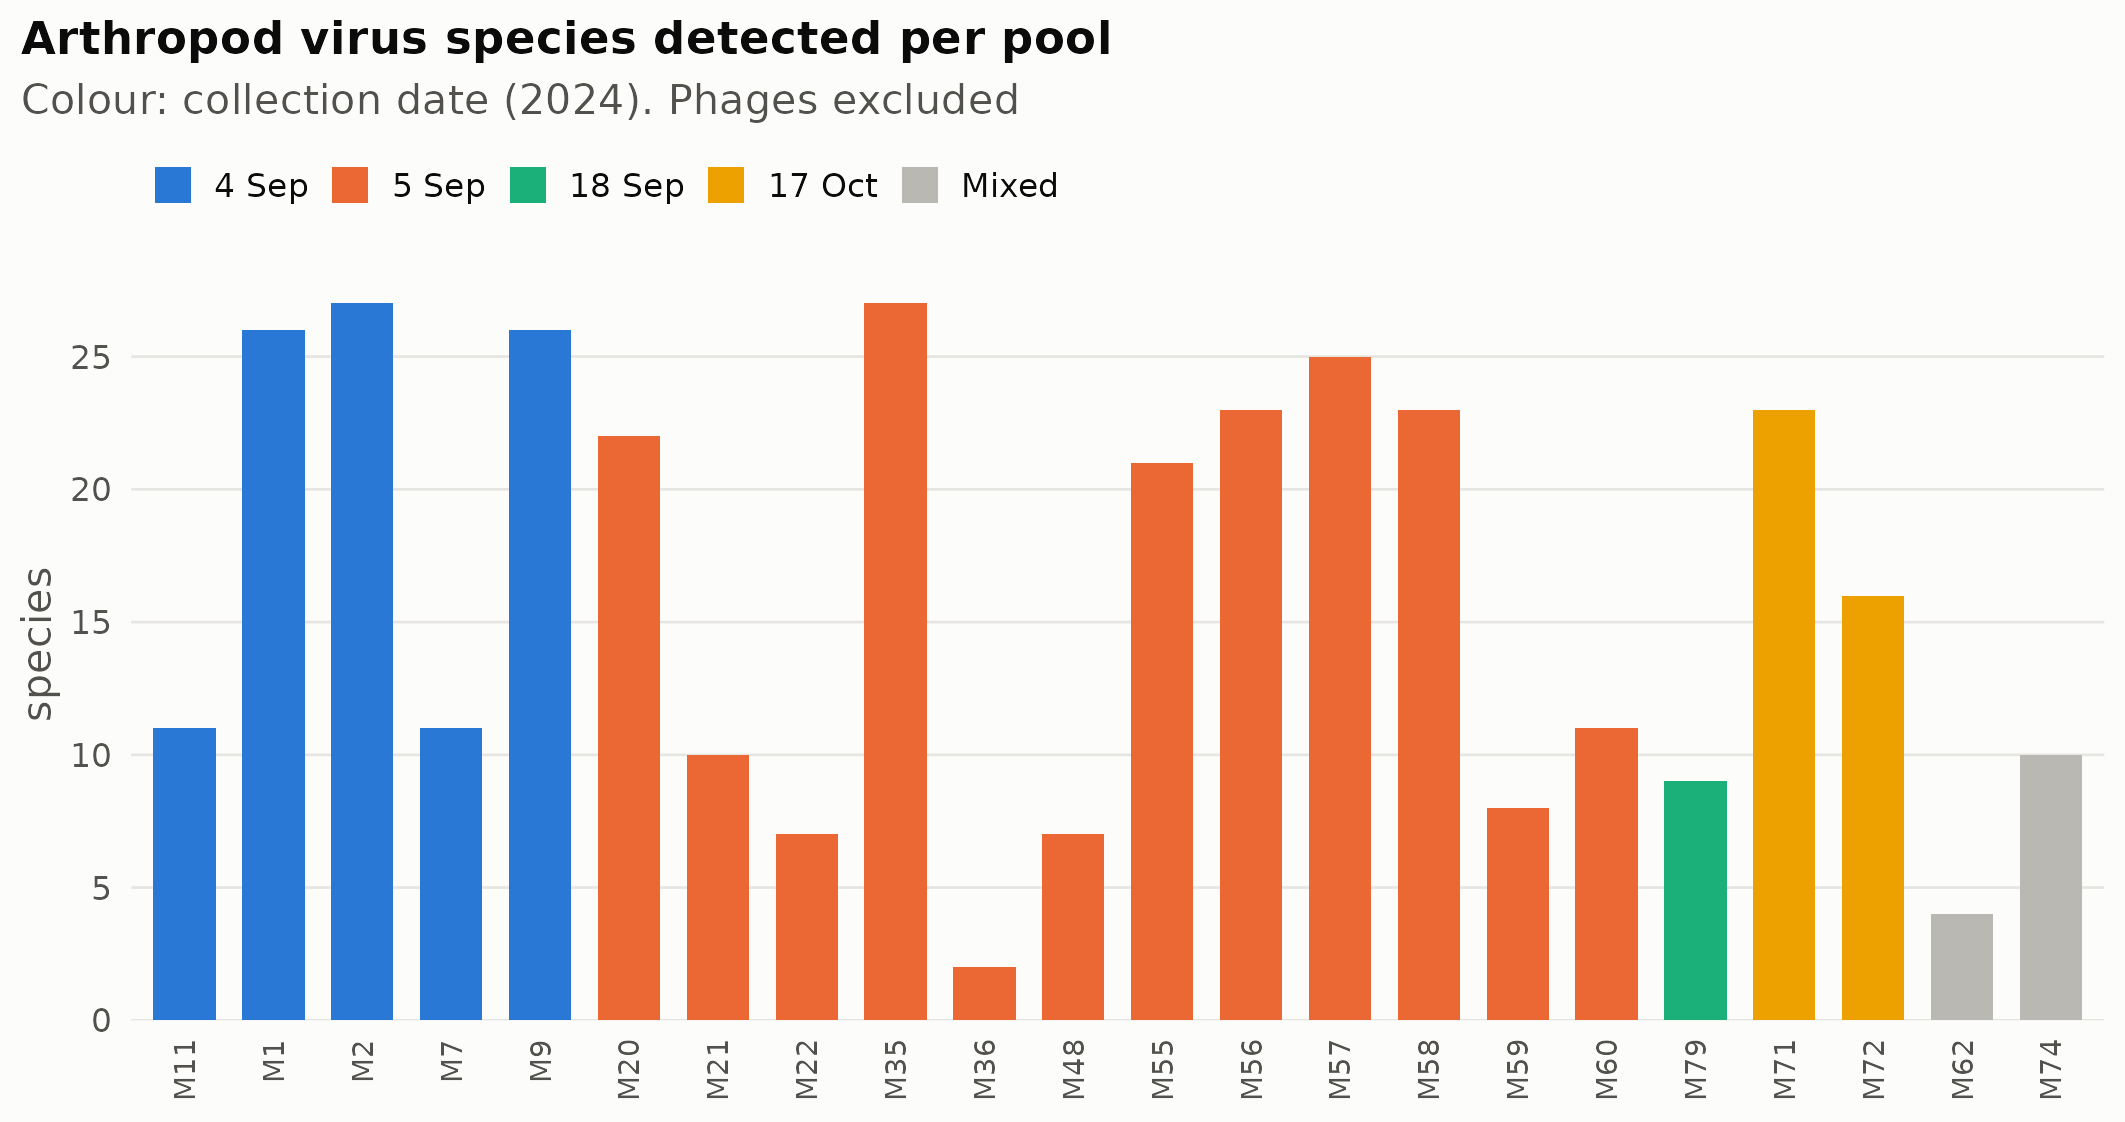 Arthropod virus species detected per pool
Colour: collection date (2024). Phages excluded
4 Sep 5 Sep 18 Sep 17 Oct Mixed
species
25
20
15
10
5
0
M11 M1 M2 M7 M9 M20 M21 M22 M35 M36 M48 M55 M56 M57 M58 M59 M60 M79 M71 M72 M62 M74